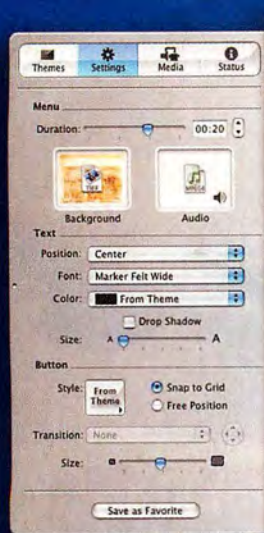 Themes Settings Media Status
Menu
Duration: 00:20
TIFF MPEG4
Background Audio
Text
Position: Center
Font: Marker Felt Wide
Color: From Theme
Drop Shadow
Size: A A
Button
Style: From Theme Snap to Grid
Free Position
Transition: None
Size:
Save as Favorite